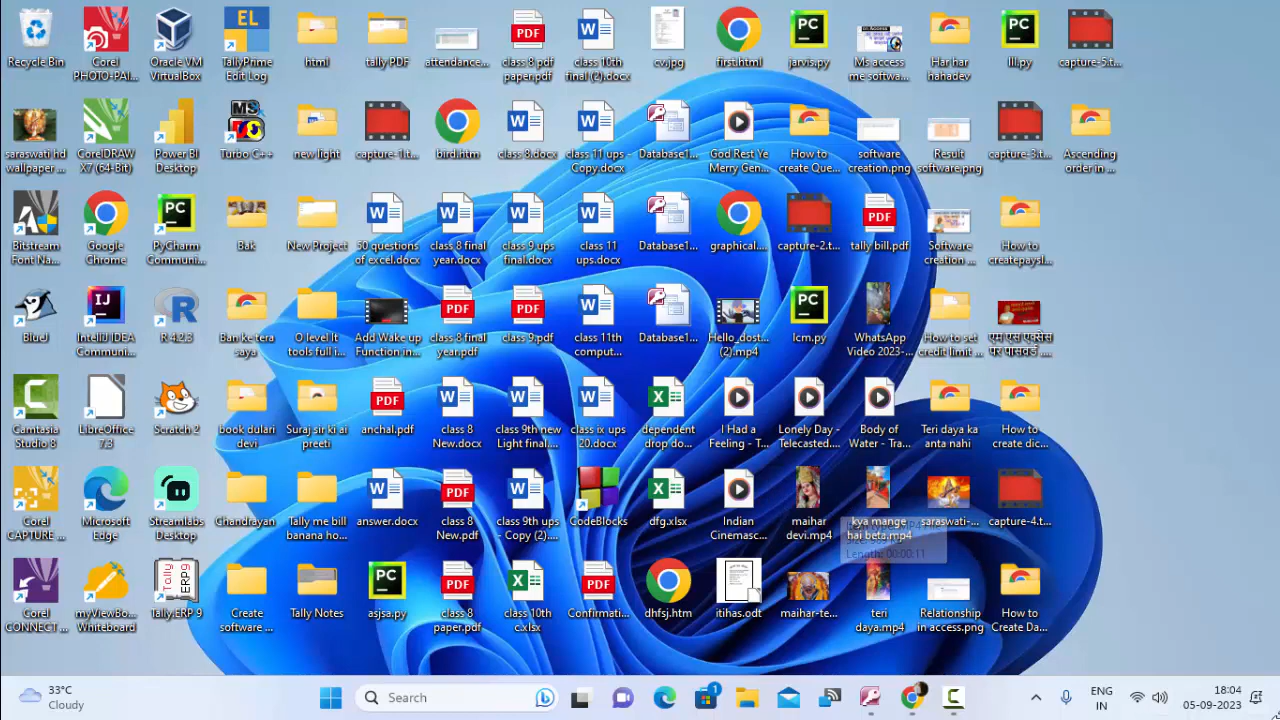 Recycle Bin
Corel
PHOTO-PAI...
Oracle VM
VirtualBox
TallyPrime
Edit Log
html
tally PDF
attendance...
class 8 pdf
paper.pdf
class 10th
final (2).docx
cv.jpg
first.html
jarvis.py
Ms access
me softwa...
Har har
hahadev
lll.py
capture-5.t...
saraswati hd
wallpaper ...
CorelDRAW
X7 (64-Bit)
Power BI
Desktop
Turbo C++
new light
capture-1.t...
bird.htm
class 8.docx
class 11 ups -
Copy.docx
Database1...
God Rest Ye
Merry Gen...
How to
create Que...
software
creation.png
Result
software.png
capture-3.t...
Ascending
order in ...
Bitstream
Font Na...
Google
Chrome
PyCharm
Communi...
Bak
New Project
50 questions
of excel.docx
class 8 final
year.docx
class 9 ups
final.docx
class 11
ups.docx
Database1...
graphical....
capture-2.t...
tally bill.pdf
Software
creation ...
How to
createpaysl...
BlueJ
IntelliJ IDEA
Communi...
R 4.2.3
Ban ke tera
saya
O level It
tools full i...
Add Wake up
Function in...
class 8 final
year.pdf
class 9.pdf
class 11th
comput...
Database1...
Hello_dost...
(2).mp4
lcm.py
WhatsApp
Video 2023-...
How to set
credit limit ...
एम एस एक्सेस
पर पासवर्ड ....
Camtasia
Studio 8
LibreOffice
7.3
Scratch 2
book dulari
devi
Suraj sir ki ai
preeti
anchal.pdf
class 8
New.docx
class 9th new
Light final....
class ix ups
20.docx
dependent
drop do...
I Had a
Feeling - T...
Lonely Day -
Telecasted....
Body of
Water - Tra...
Teri daya ka
anta nahi
How to
create dic...
Corel
CAPTURE ...
Microsoft
Edge
Streamlabs
Desktop
Chandrayan
Tally me bill
banana ho...
answer.docx
class 8
New.pdf
class 9th ups
- Copy (2)....
CodeBlocks
dfg.xlsx
Indian
Cinemasc...
maihar
devi.mp4
kya mange
hai beta.mp4
saraswati-...
capture-4.t...
Length: 00:00:11
Corel
CONNECT ...
myViewBo...
Whiteboard
Tally.ERP 9
Create
software ...
Tally Notes
asjsa.py
class 8
paper.pdf
class 10th
c.xlsx
Confirmati...
dhfsj.htm
itihas.odt
maihar-te...
teri
daya.mp4
Relationship
in access.png
How to
Create Da...
33°C
Cloudy
Search
1
ENG
IN
18:04
05-09-2023